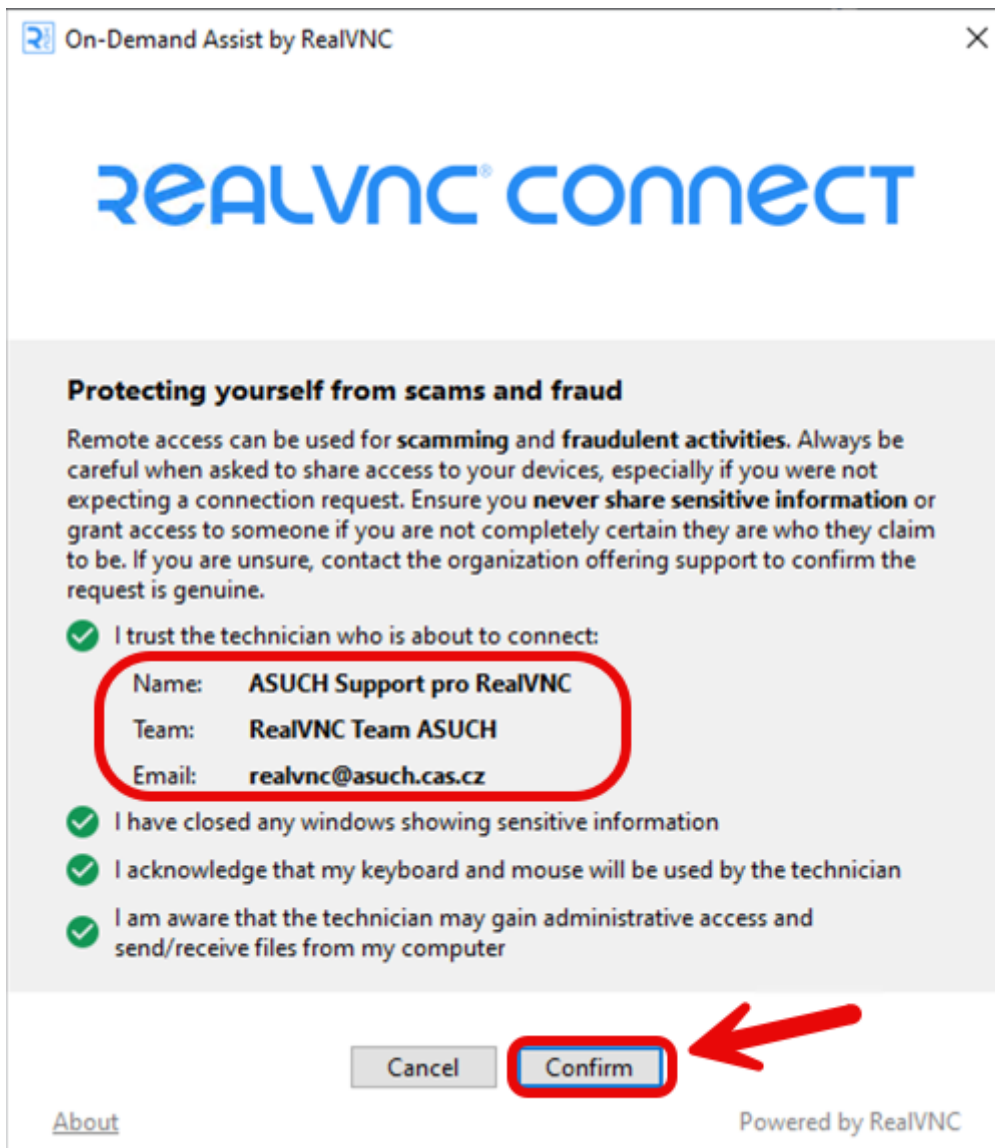 On-Demand Assist by RealVNC
REALVNC® CONNECT
Protecting yourself from scams and fraud
Remote access can be used for scamming and fraudulent activities. Always be
careful when asked to share access to your devices, especially if you were not
expecting a connection request. Ensure you never share sensitive information or
grant access to someone if you are not completely certain they are who they claim
to be. If you are unsure, contact the organization offering support to confirm the
request is genuine.
I trust the technician who is about to connect:
Name: ASUCH Support pro RealVNC
Team: RealVNC Team ASUCH
Email: realvnc@asuch.cas.cz
I have closed any windows showing sensitive information
I acknowledge that my keyboard and mouse will be used by the technician
I am aware that the technician may gain administrative access and
send/receive files from my computer
Cancel Confirm
About Powered by RealVNC